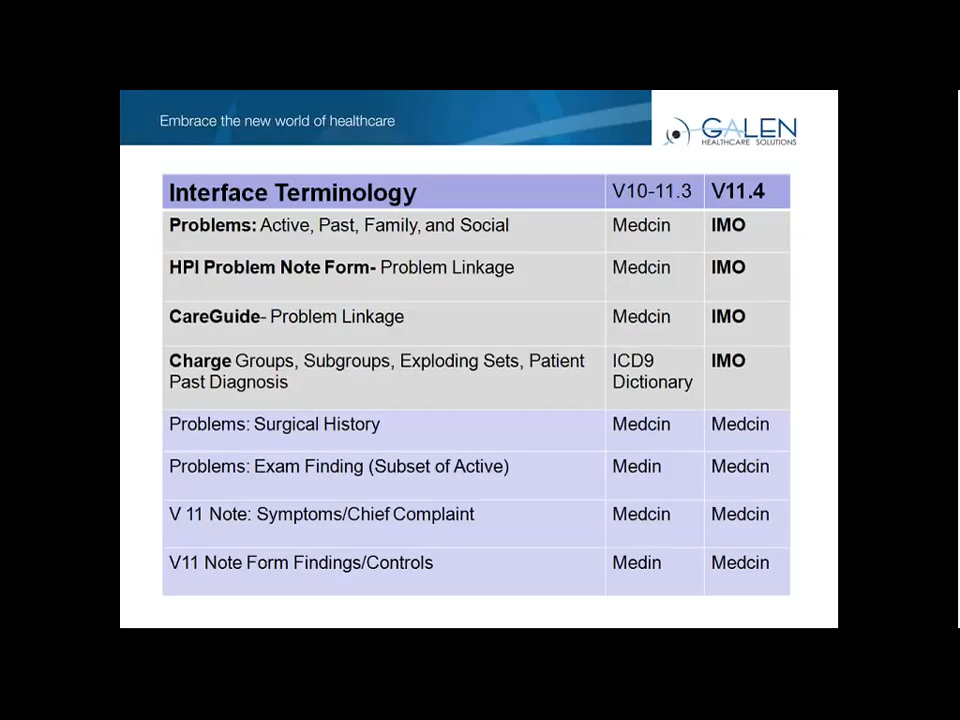 Embrace the new world of healthcare
GALEN
HEALTHCARE SOLUTIONS
Interface Terminology V10-11.3 V11.4
Problems: Active, Past, Family, and Social Medcin IMO
HPI Problem Note Form- Problem Linkage Medcin IMO
CareGuide- Problem Linkage Medcin IMO
Charge Groups, Subgroups, Exploding Sets, Patient ICD9 IMO
Past Diagnosis Dictionary
Problems: Surgical History Medcin Medcin
Problems: Exam Finding (Subset of Active) Medin Medcin
V 11 Note: Symptoms/Chief Complaint Medcin Medcin
V11 Note Form Findings/Controls Medin Medcin